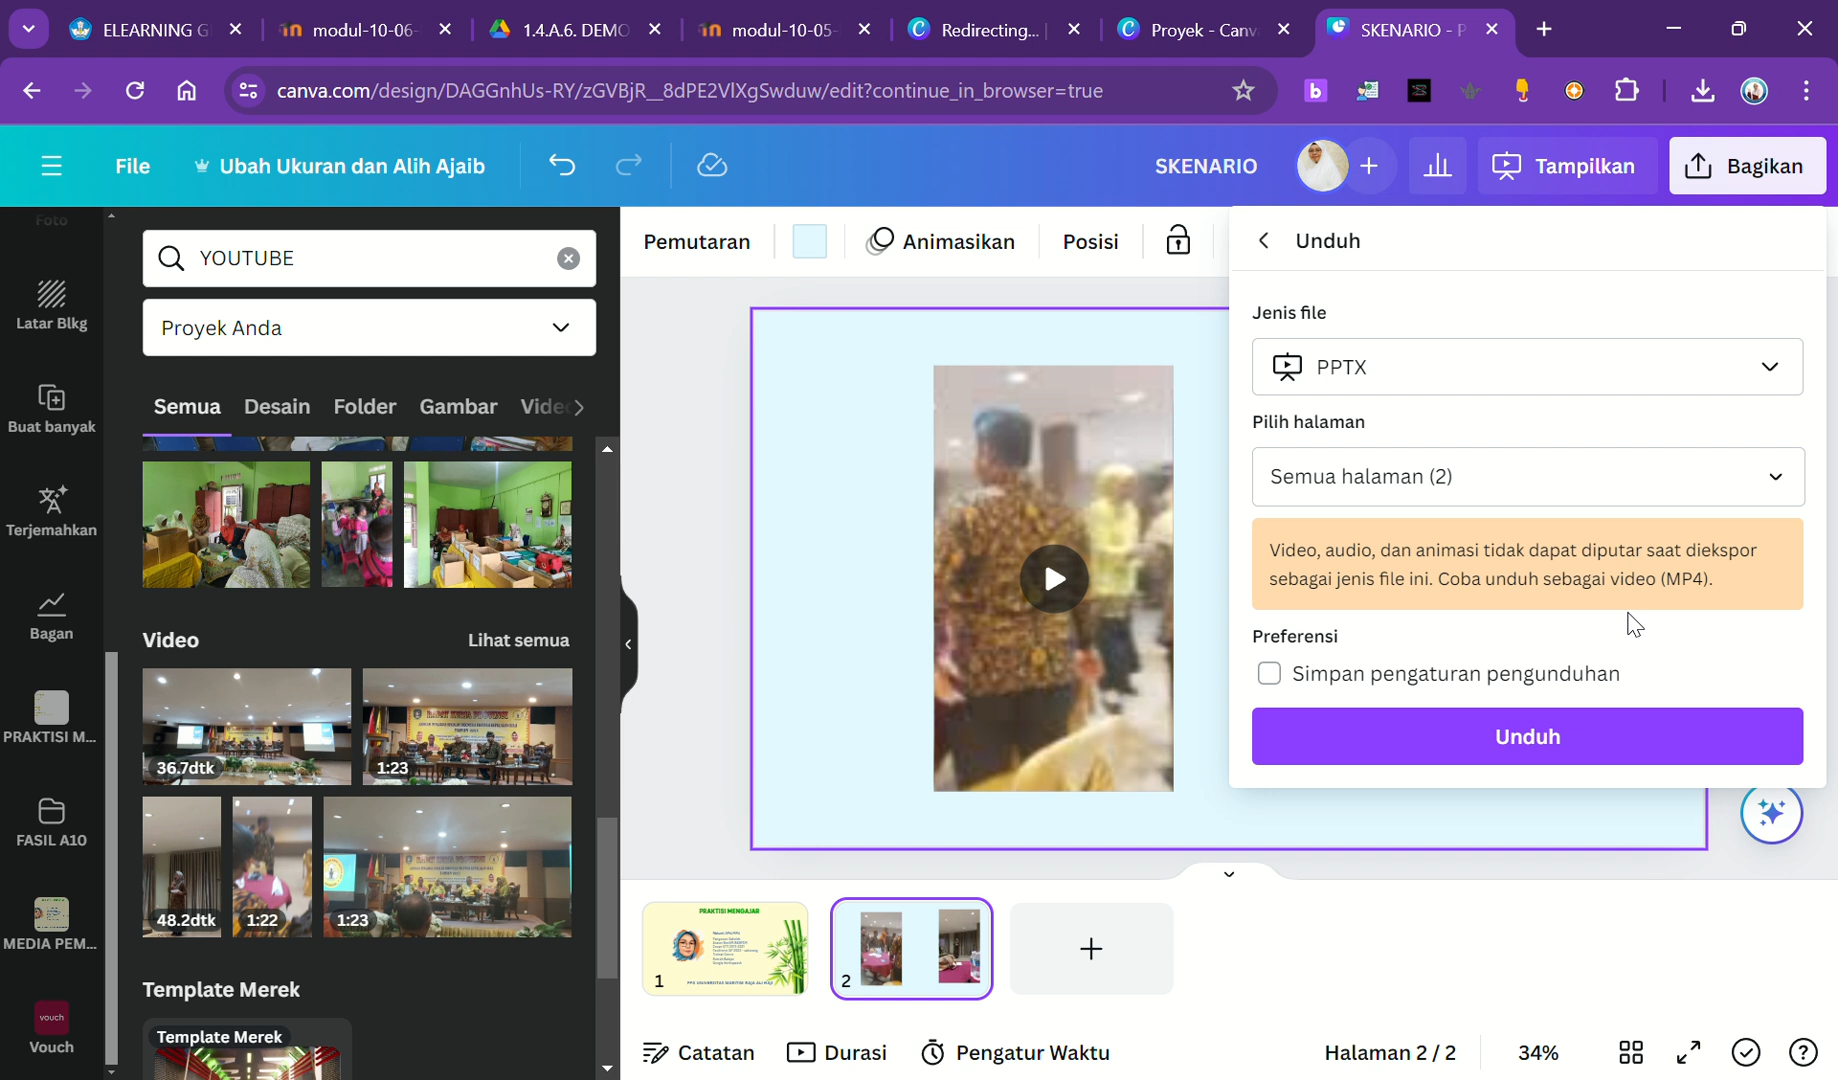 ELEARNING G
modul-10-06-
1.4.A.6. DEMO
modul-10-05-
Redirecting...
Proyek - Canv
SKENARIO - P
canva.com/design/DAGGnhUs-RY/zGVBjR__8dPE2VlXgSwduw/edit?continue_in_browser=true
File
Ubah Ukuran dan Alih Ajaib
SKENARIO
Tampilkan
Bagikan
Foto
Latar Blkg
Buat banyak
Terjemahkan
Bagan
PRAKTISI M...
FASIL A10
MEDIA PEM...
vouch
Vouch
YOUTUBE
Proyek Anda
Semua
Desain
Folder
Gambar
Vide
Video
Lihat semua
36.7dtk
1:23
48.2dtk
1:22
1:23
Template Merek
Template Merek
Pemutaran
Animasikan
Posisi
Unduh
Jenis file
PPTX
Pilih halaman
Semua halaman (2)
Video, audio, dan animasi tidak dapat diputar saat diekspor
sebagai jenis file ini. Coba unduh sebagai video (MP4).
Preferensi
Simpan pengaturan pengunduhan
Unduh
PRAKTISI MENGAJAR
1
2
Catatan
Durasi
Pengatur Waktu
Halaman 2 / 2
34%